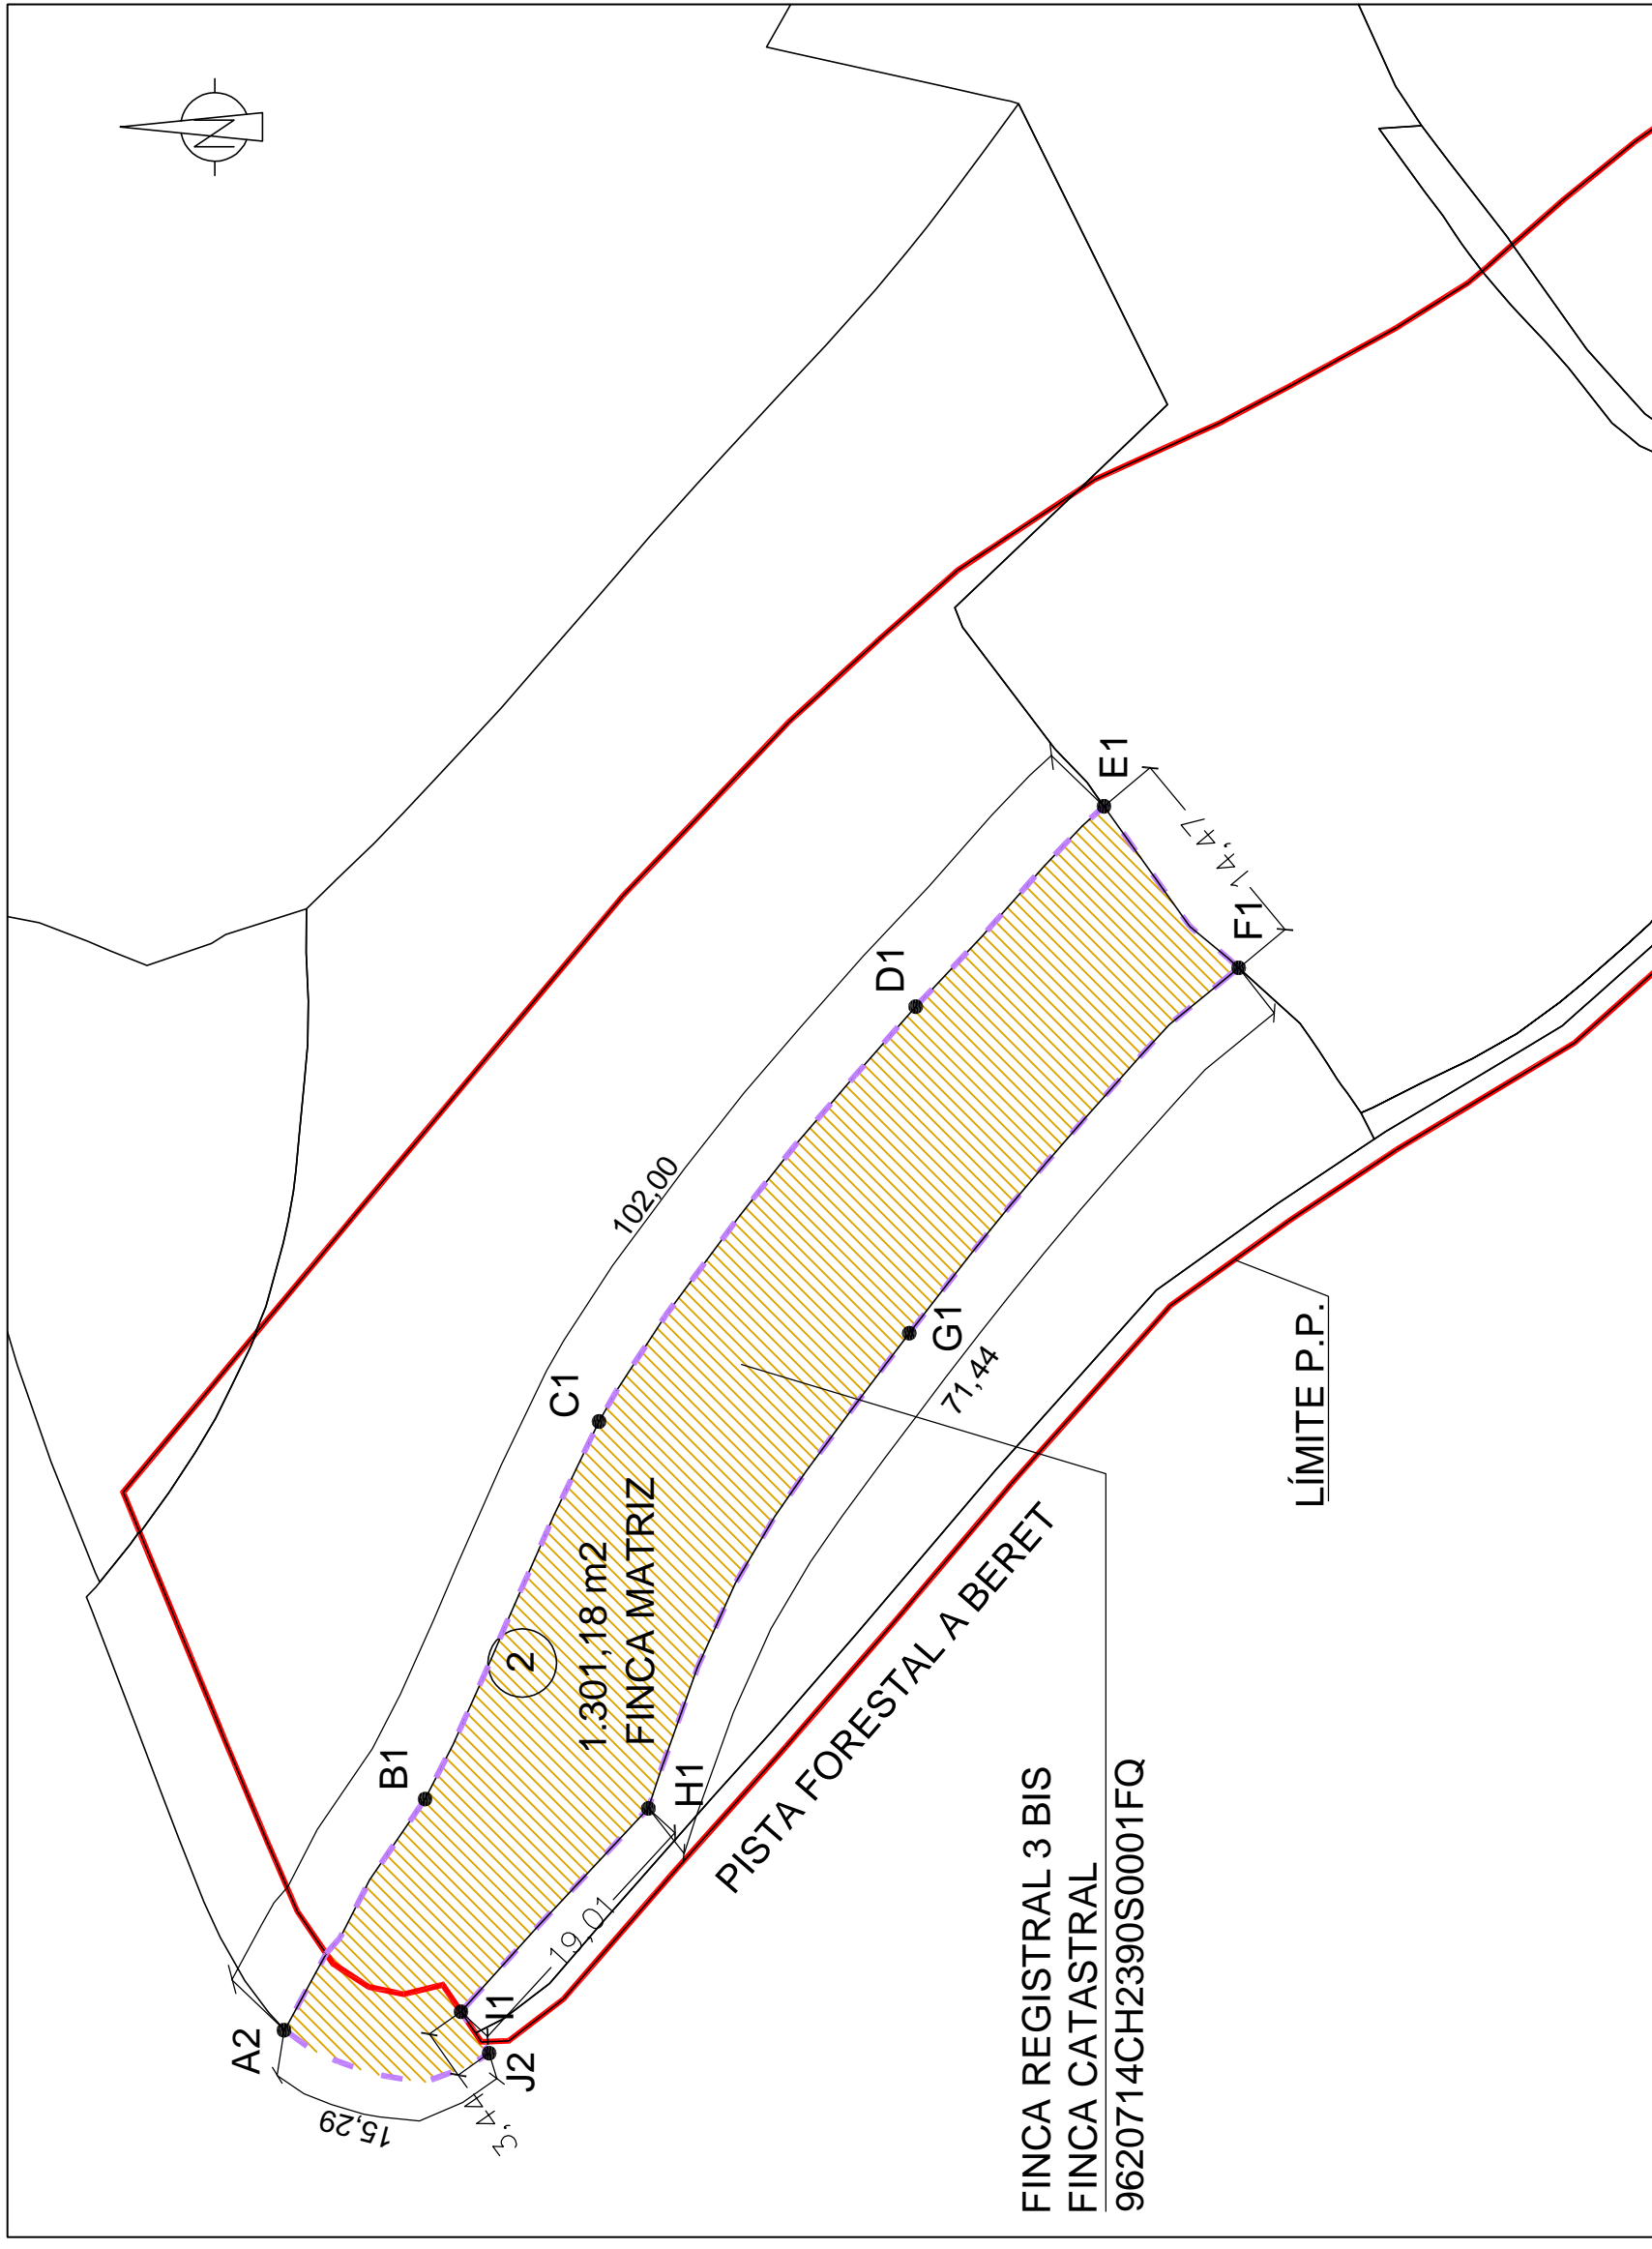 N
A2
B1
C1
D1
E1
F1
G1
H1
I1
J2
102,00
14,47
71,44
19,01
3,44
15,29
2
1.301,18 m2
FINCA MATRIZ
PISTA FORESTAL A BERET
LÍMITE P.P.
FINCA REGISTRAL 3 BIS
FINCA CATASTRAL
9620714CH2390S0001FQ